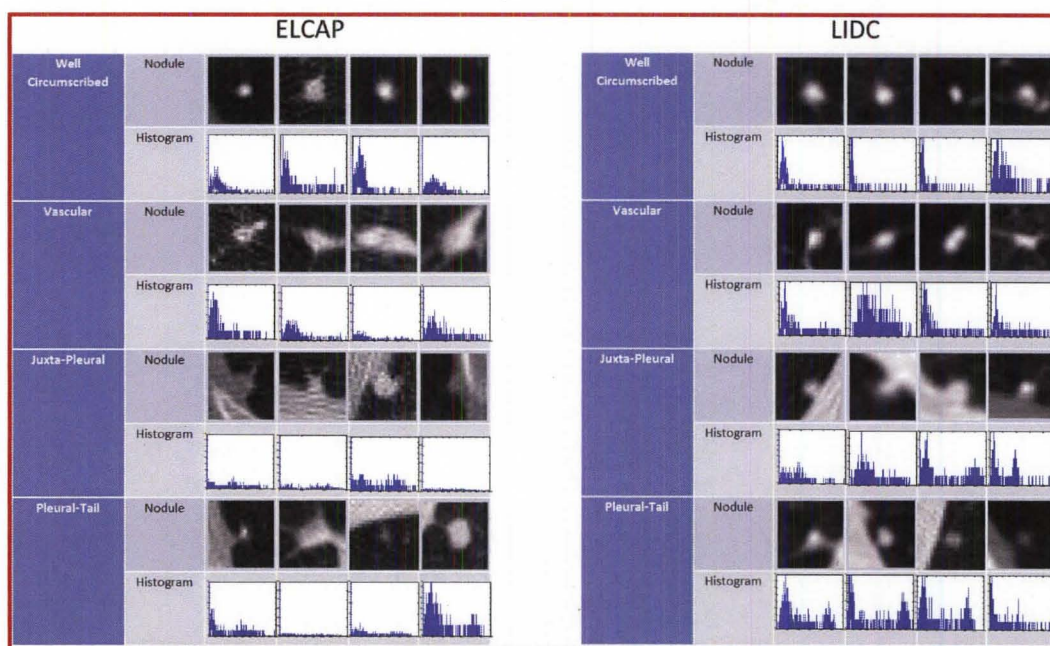 ELCAP
Well Circumscribed
Nodule
Histogram
Vascular
Nodule
Histogram
Juxta-Pleural
Nodule
Histogram
Pleural-Tail
Nodule
Histogram
LIDC
Well Circumscribed
Nodule
Histogram
Vascular
Nodule
Histogram
Juxta-Pleural
Nodule
Histogram
Pleural-Tail
Nodule
Histogram